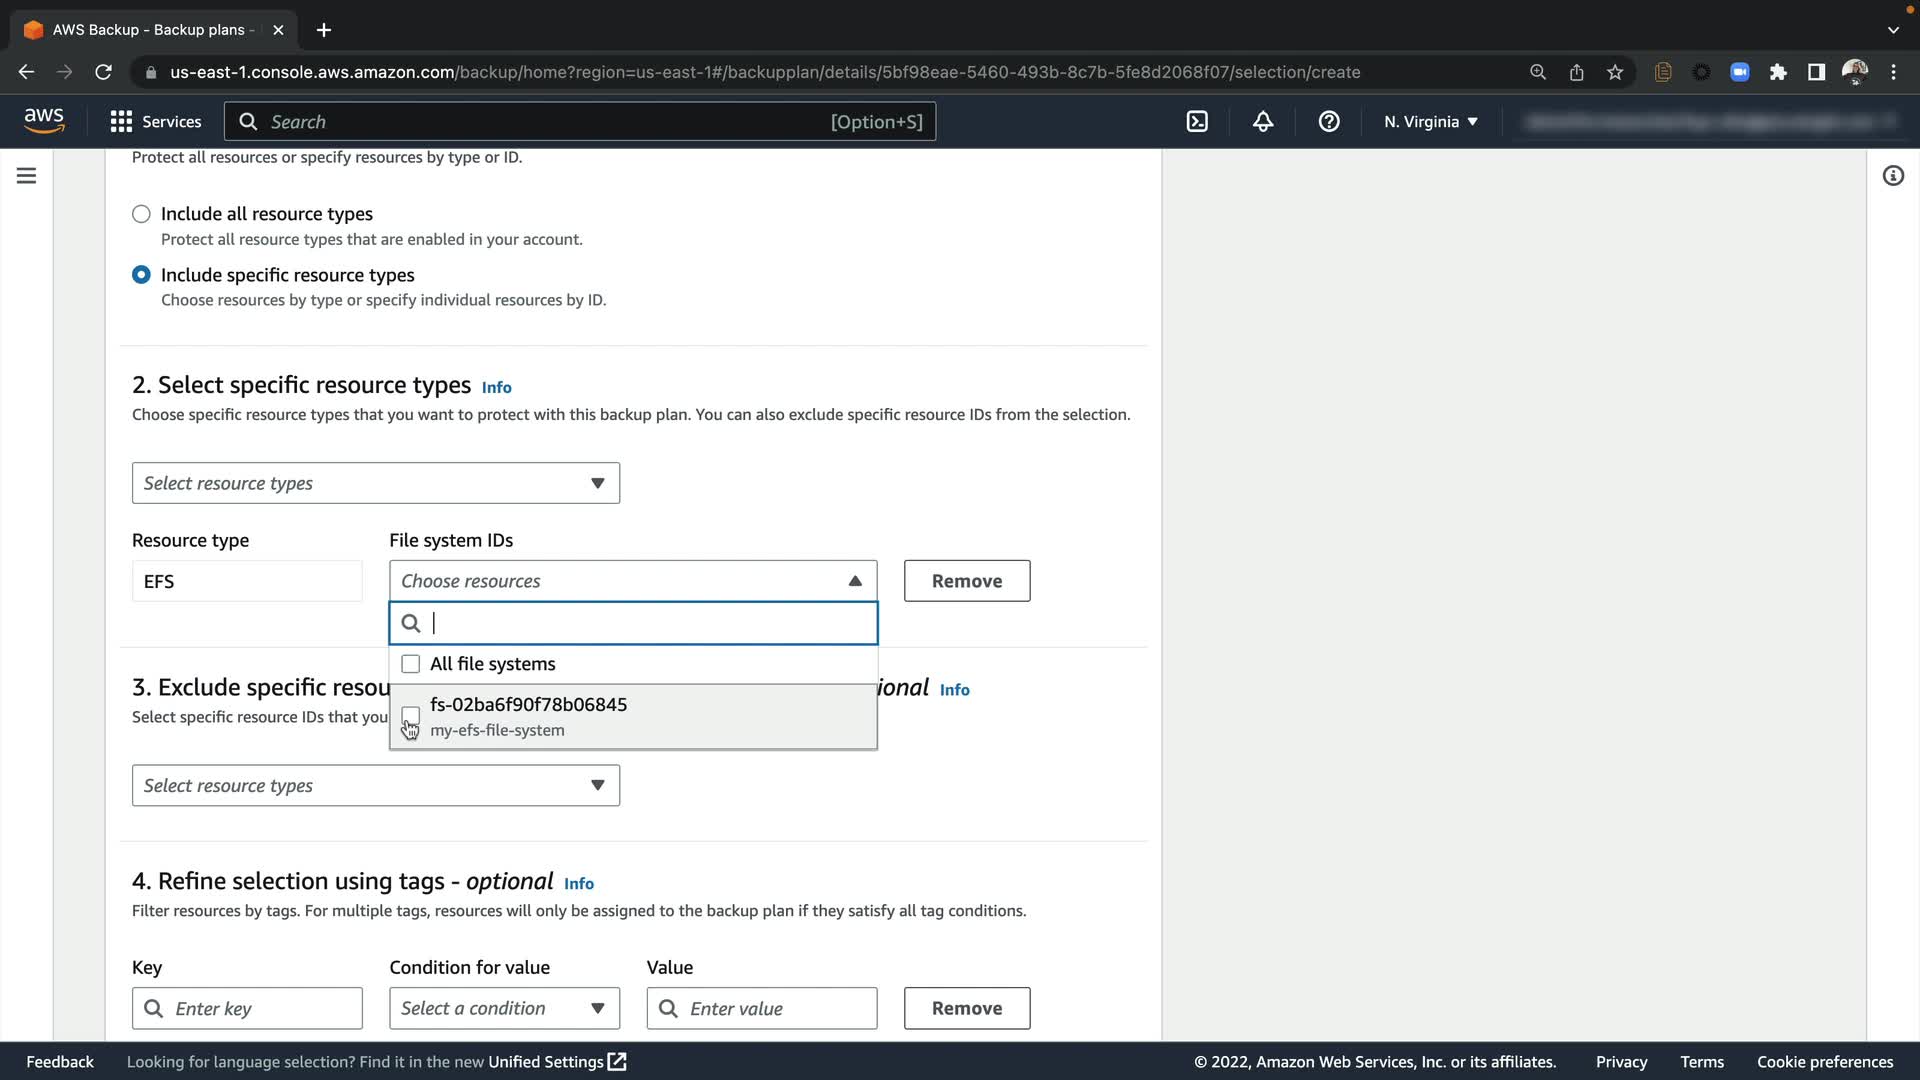 AWS Backup - Backup plans -
us-east-1.console.aws.amazon.com/backup/home?region=us-east-1#/backupplan/details/5bf98eae-5460-493b-8c7b-5fe8d2068f07/selection/create
aws
Services
Search
[Option+S]
N. Virginia
Protect all resources or specify resources by type or ID.
Include all resource types
Protect all resource types that are enabled in your account.
Include specific resource types
Choose resources by type or specify individual resources by ID.
2. Select specific resource types Info
Choose specific resource types that you want to protect with this backup plan. You can also exclude specific resource IDs from the selection.
Select resource types
Resource type
File system IDs
EFS
Choose resources
Remove
All file systems
fs-02ba6f90f78b06845
my-efs-file-system
3. Exclude specific resou
ional Info
Select specific resource IDs that you
Select resource types
4. Refine selection using tags - optional Info
Filter resources by tags. For multiple tags, resources will only be assigned to the backup plan if they satisfy all tag conditions.
Key
Condition for value
Value
Enter key
Select a condition
Enter value
Remove
Feedback
Looking for language selection? Find it in the new Unified Settings
© 2022, Amazon Web Services, Inc. or its affiliates.
Privacy
Terms
Cookie preferences